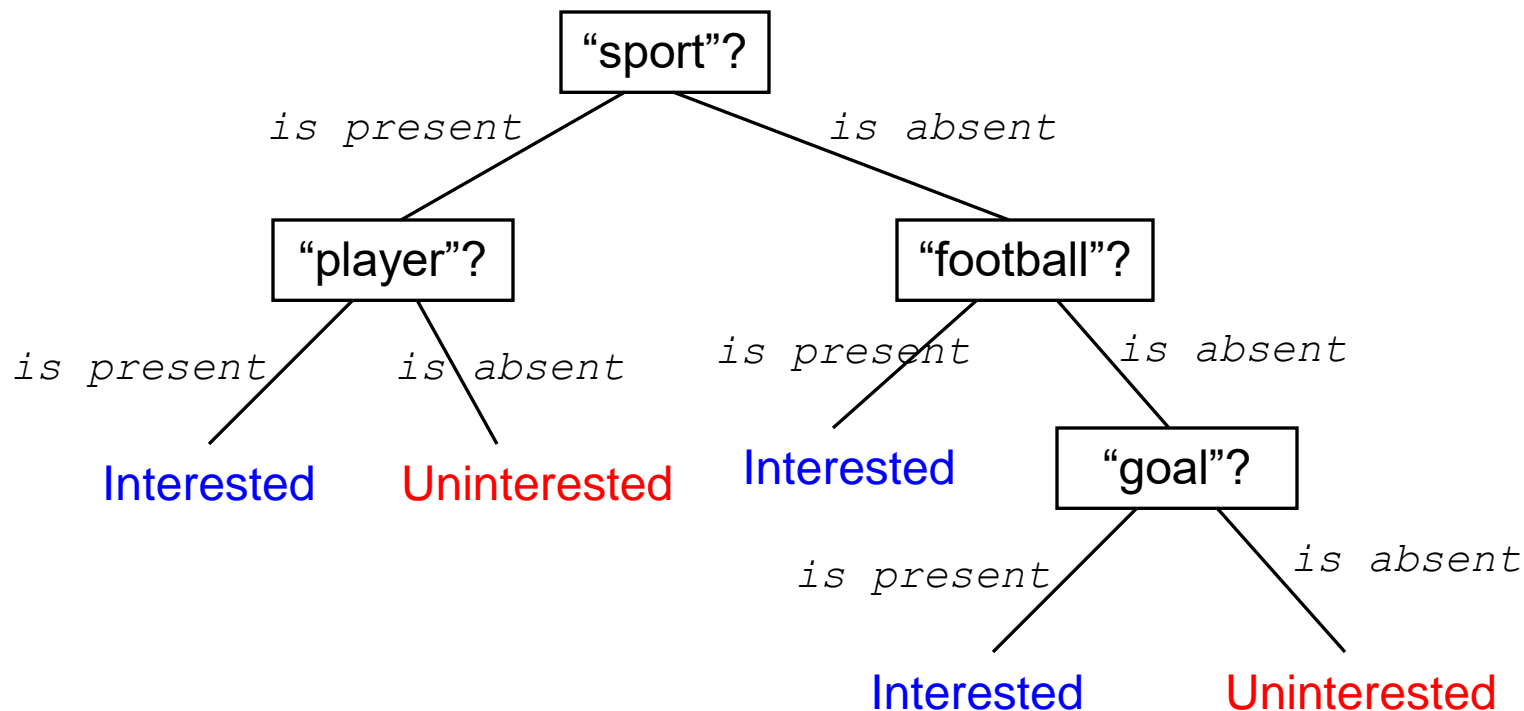 “sport”?
is present
is absent
“player”?
“football”?
is present
is absent
is present
is absent
Interested
Uninterested
Interested
“goal”?
is present
is absent
Interested
Uninterested